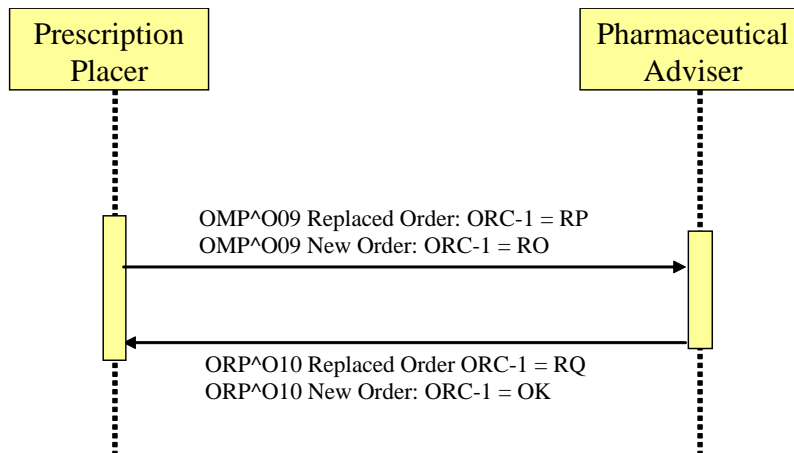 Prescription
Placer
Pharmaceutical
Adviser
OMP^O09 Replaced Order: ORC-1 = RP
OMP^O09 New Order: ORC-1 = RO
ORP^O10 Replaced Order ORC-1 = RQ
ORP^O10 New Order: ORC-1 = OK